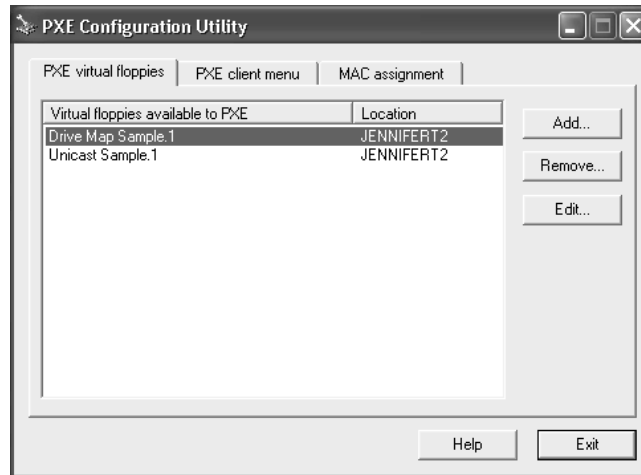 PXE Configuration Utility
PXE virtual floppies PXE client menu MAC assignment
Virtual floppies available to PXE Location
Drive Map Sample.1 JENNIFERT2
Unicast Sample.1 JENNIFERT2
Add...
Remove...
Edit...
Help Exit